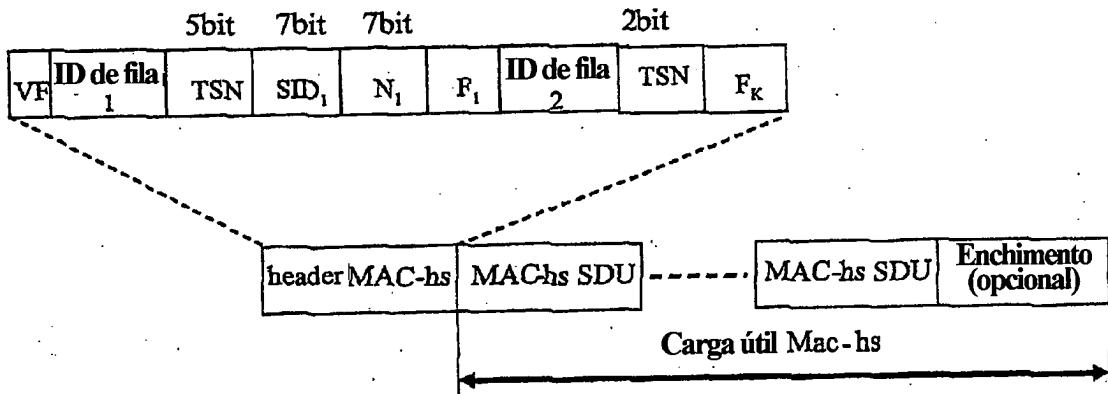 5bit 7bit 7bit 2bit
VF ID de fila 1 TSN SID₁ N₁ F₁ ID de fila 2 TSN F_K
header MAC-hs MAC-hs SDU MAC-hs SDU Enchimento (opcional)
Carga útil Mac-hs